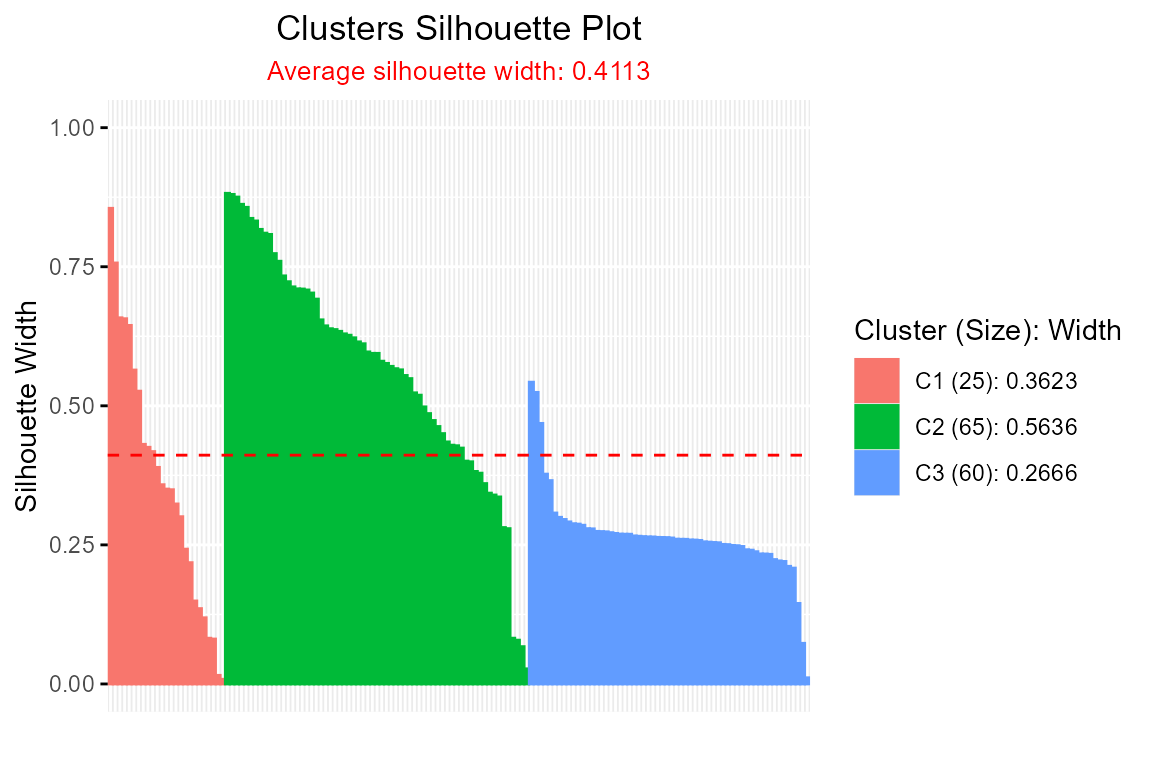 Clusters Silhouette Plot
Average silhouette width: 0.4113
Silhouette Width
1.00
0.75
0.50
0.25
0.00
Cluster (Size): Width
C1 (25): 0.3623
C2 (65): 0.5636
C3 (60): 0.2666